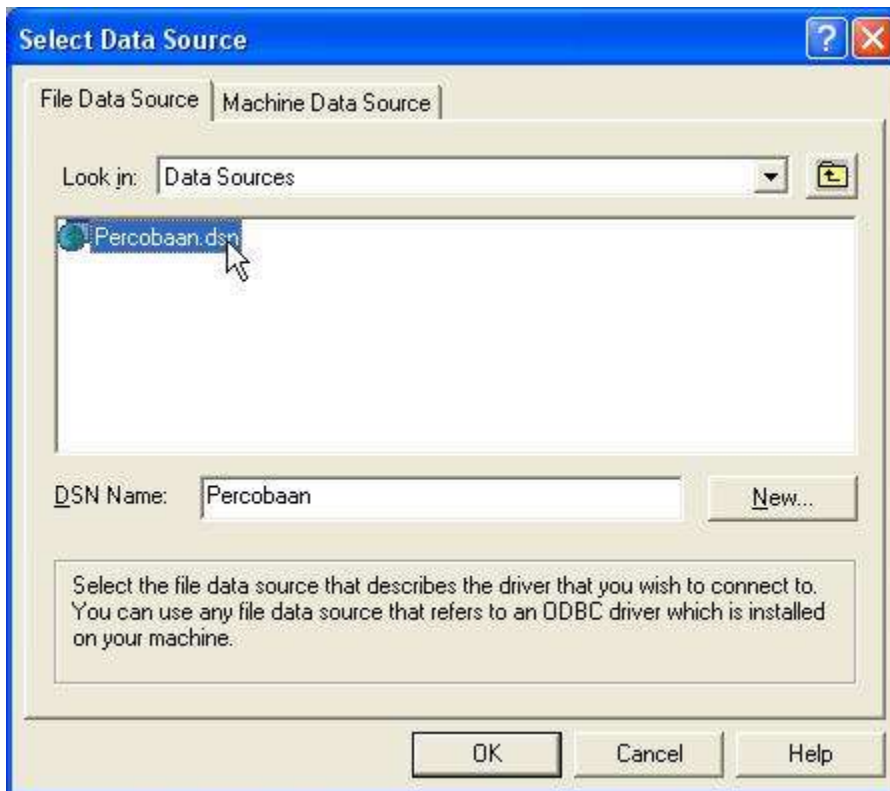 Select Data Source
File Data Source Machine Data Source
Look in: Data Sources
Percobaan.dsn
DSN Name: Percobaan New...
Select the file data source that describes the driver that you wish to connect to.
You can use any file data source that refers to an ODBC driver which is installed
on your machine.
OK Cancel Help